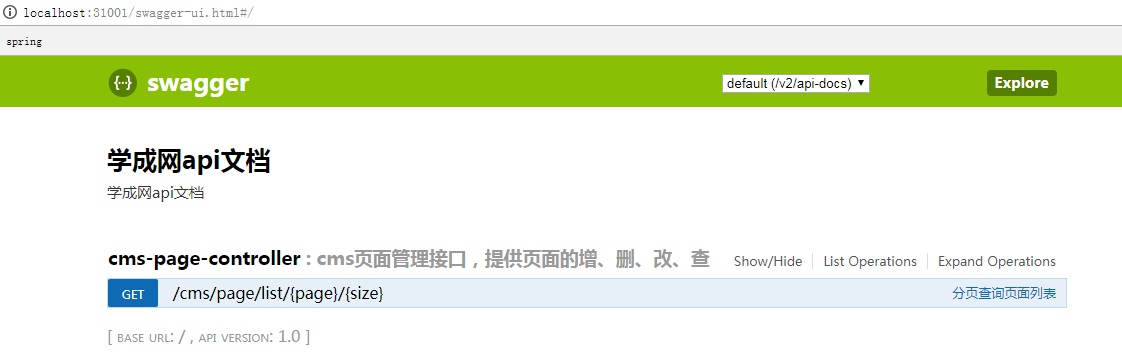 localhost:31001/swagger-ui.html#/
spring
{··} swagger default (/v2/api-docs) ▼ Explore
学成网api文档
学成网api文档
cms-page-controller : cms页面管理接口，提供页面的增、删、改、查 Show/Hide List Operations Expand Operations
GET /cms/page/list/{page}/{size} 分页查询页面列表
[ BASE URL: / , API VERSION: 1.0 ]